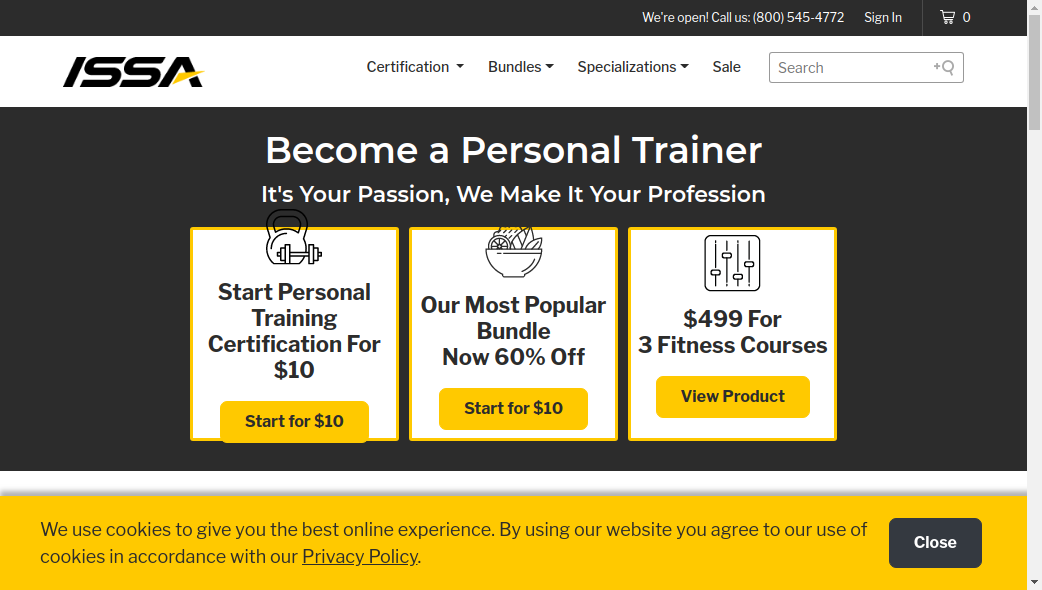 We're open! Call us: (800) 545-4772 Sign In 0
ISSA Certification Bundles Specializations Sale Search
Become a Personal Trainer
It's Your Passion, We Make It Your Profession
Start Personal
Training
Certification For
$10
Start for $10
Our Most Popular
Bundle
Now 60% Off
Start for $10
$499 For
3 Fitness Courses
View Product
We use cookies to give you the best online experience. By using our website you agree to our use of
cookies in accordance with our Privacy Policy.
Close